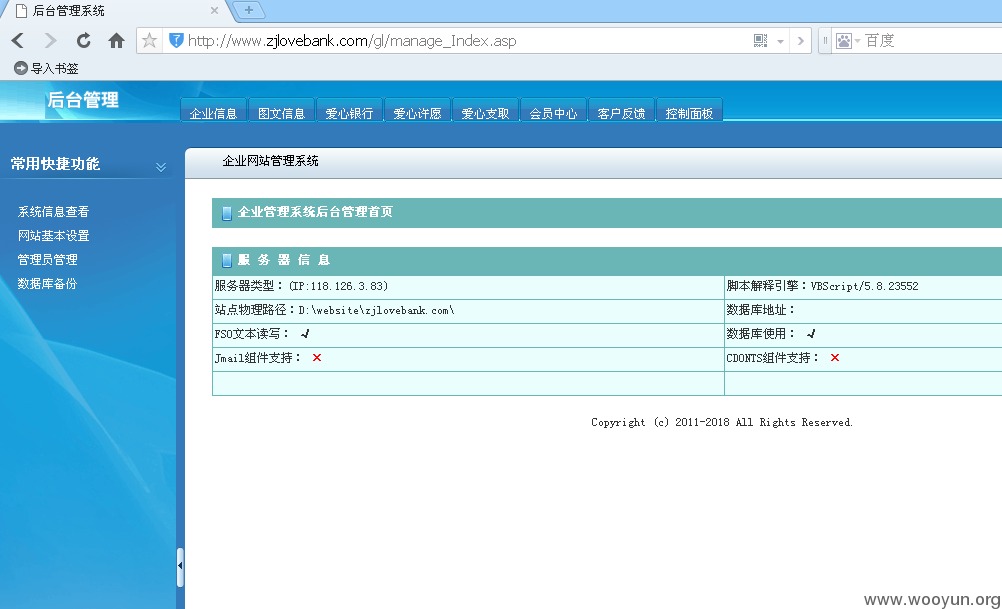 后台管理系统
http://www.zjlovebank.com/gl/manage_Index.asp
百度
导入书签
后台管理
企业信息 图文信息 爱心银行 爱心许愿 爱心支取 会员中心 客户反馈 控制面板
常用快捷功能
企业网站管理系统
系统信息查看
网站基本设置
管理员管理
数据库备份
企业管理系统后台管理首页
服 务 器 信 息
服务器类型：(IP:118.126.3.83)
脚本解释引擎：VBScript/5.8.23552
站点物理路径：D:\website\zjlovebank.com\
数据库地址：
FSO文本读写： ✓
数据库使用： ✓
Jmail组件支持： ×
CDONTS组件支持： ×
Copyright (c) 2011-2018 All Rights Reserved.
www.wooyun.org